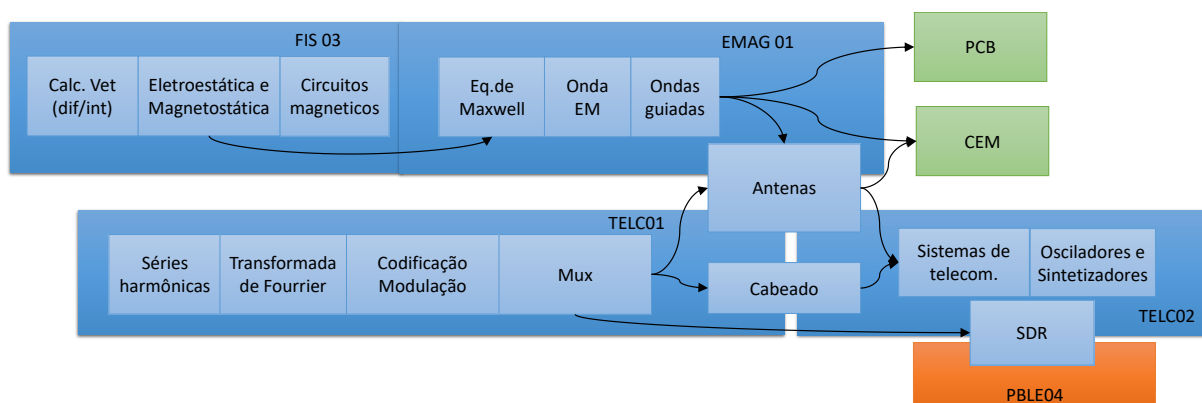 FIS 03
EMAG 01
PCB
Calc. Vet
(dif/int)
Eletroestática e
Magnetostática
Circuitos
magneticos
Eq.de
Maxwell
Onda
EM
Ondas
guiadas
CEM
Antenas
TELC01
Séries
harmônicas
Transformada
de Fourrier
Codificação
Modulação
Mux
Cabeado
Sistemas de
telecom.
Osciladores e
Sintetizadores
TELC02
SDR
PBLE04